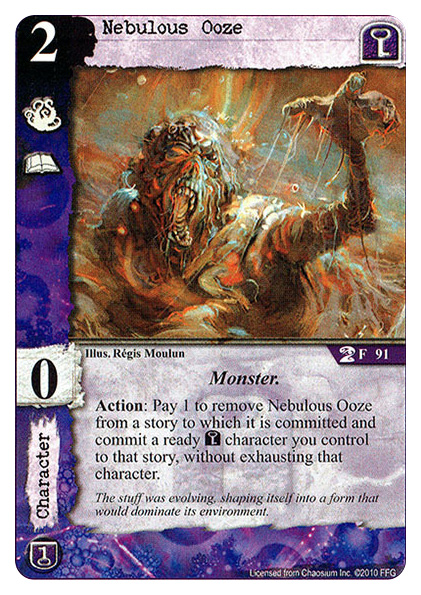 2
Nebulous Ooze
Illus. Régis Moulun
F 91
0
Monster.
Action: Pay 1 to remove Nebulous Ooze
from a story to which it is committed and
commit a ready character you control
to that story, without exhausting that
character.
The stuff was evolving, shaping itself into a form that
would dominate its environment.
Character
1
Licensed from Chaosium Inc. ©2010 FFG